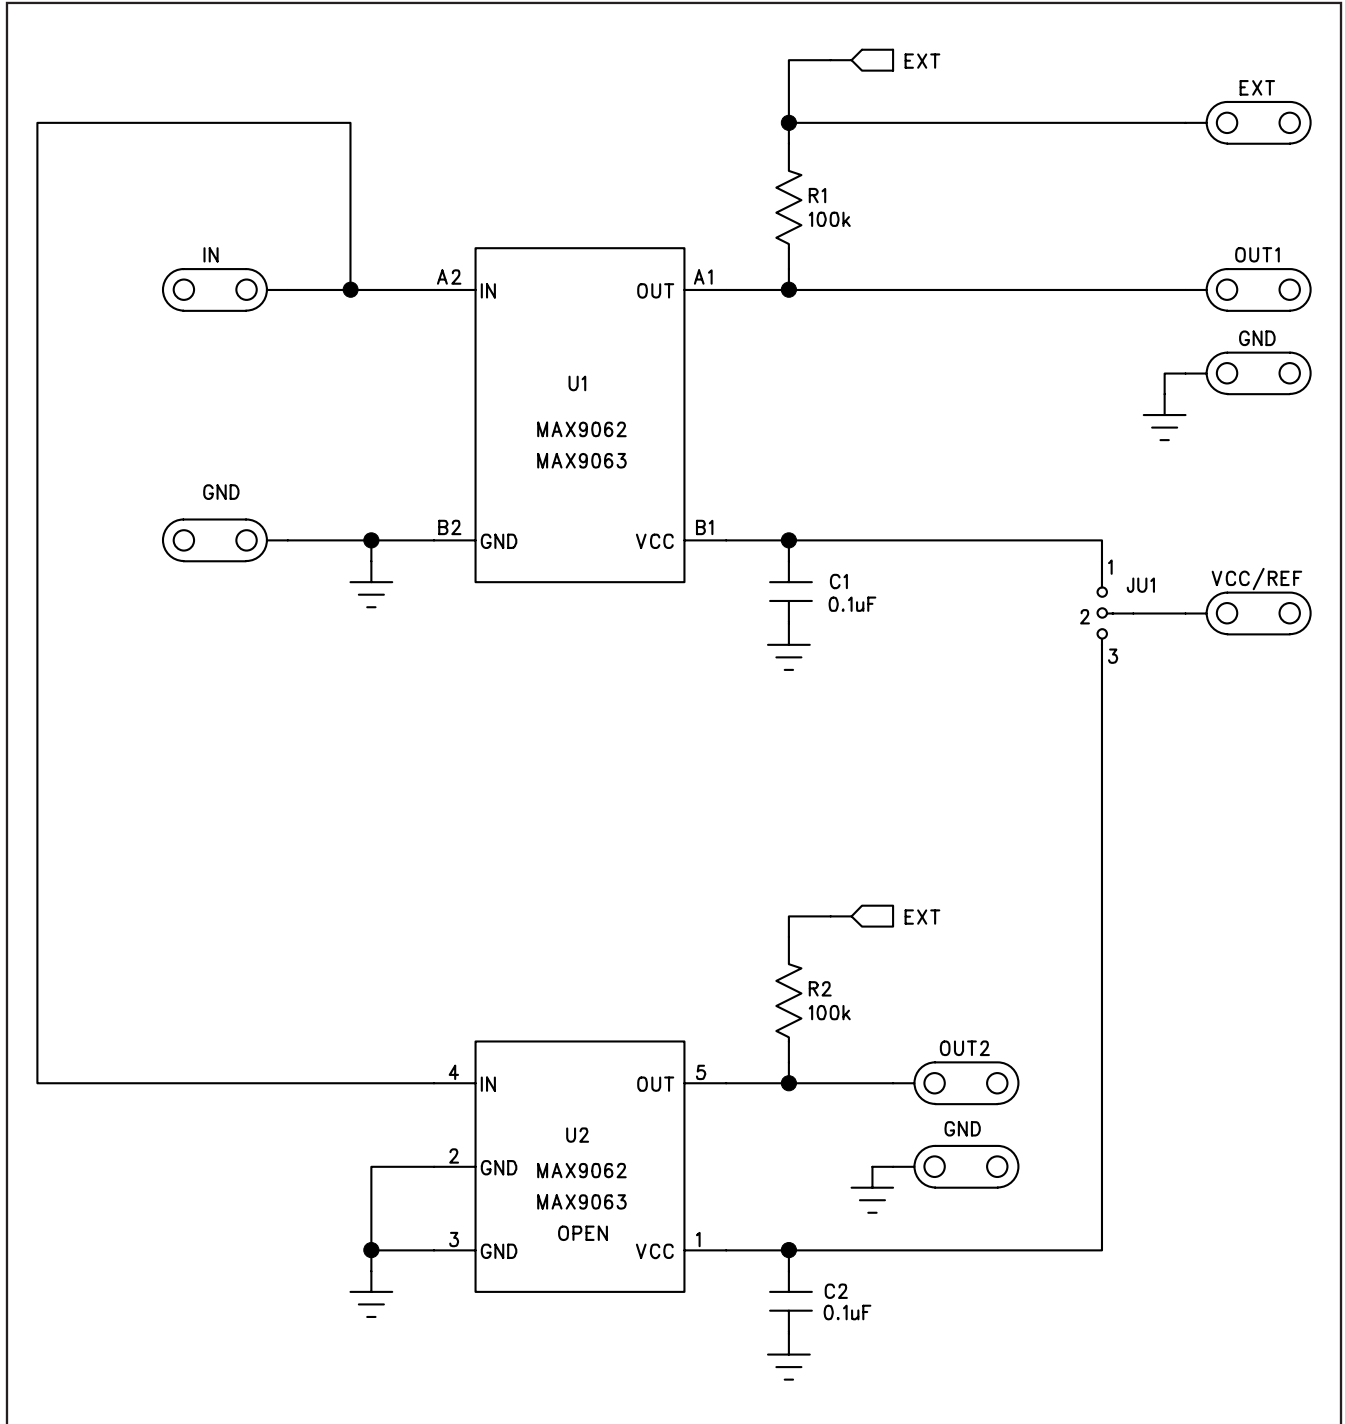 EXT
EXT
R1
100k
IN
OUT1
A2
IN
OUT
A1
GND
U1
MAX9062
MAX9063
GND
B2
GND
VCC
B1
1
JU1
VCC/REF
C1
0.1uF
2
3
EXT
R2
100k
OUT2
4
IN
OUT
5
GND
U2
2
GND
MAX9062
MAX9063
OPEN
3
GND
VCC
1
C2
0.1uF